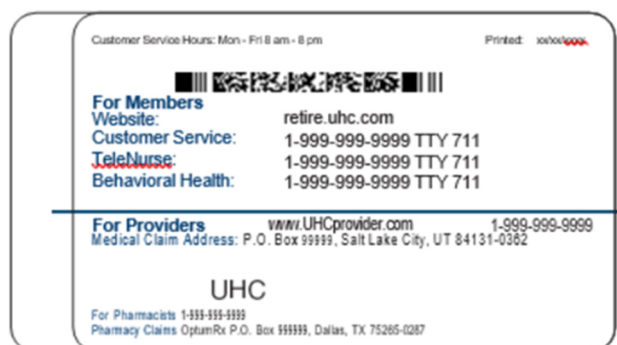 Customer Service Hours: Mon - Fri 8 am - 8 pm Printed: xx/xx/xxxx
For Members
Website: retire.uhc.com
Customer Service: 1-999-999-9999 TTY 711
TeleNurse: 1-999-999-9999 TTY 711
Behavioral Health: 1-999-999-9999 TTY 711
For Providers www.UHCprovider.com 1-999-999-9999
Medical Claim Address: P.O. Box 99999, Salt Lake City, UT 84131-0362
UHC
For Pharmacists 1-999-999-9999
Pharmacy Claims OptumRx P.O. Box 999999, Dallas, TX 75265-0287